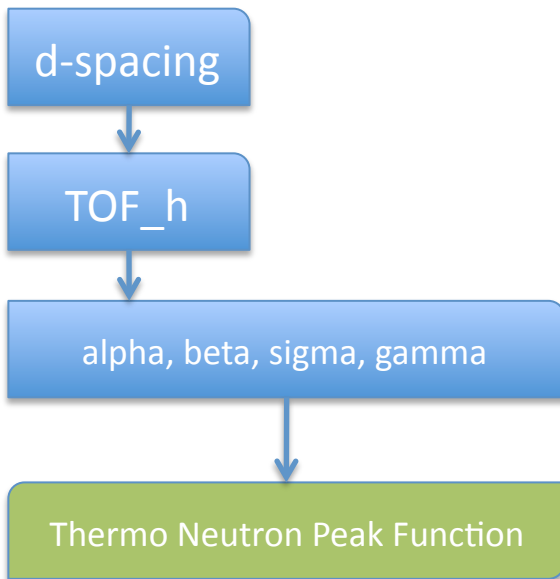 d-spacing
TOF_h
alpha, beta, sigma, gamma
Thermo Neutron Peak Function